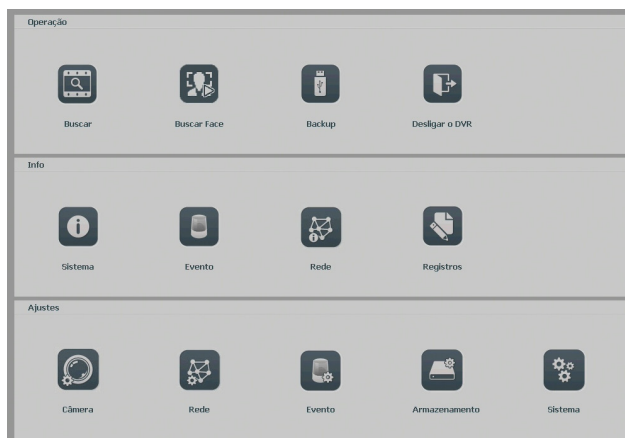 Operação
Buscar Buscar Face Backup Desligar o DVR
Info
Sistema Evento Rede Registros
Ajustes
Câmera Rede Evento Armazenamento Sistema